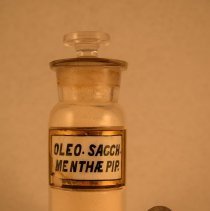 OLEO. SACCH.
MENTHÆ PIP.